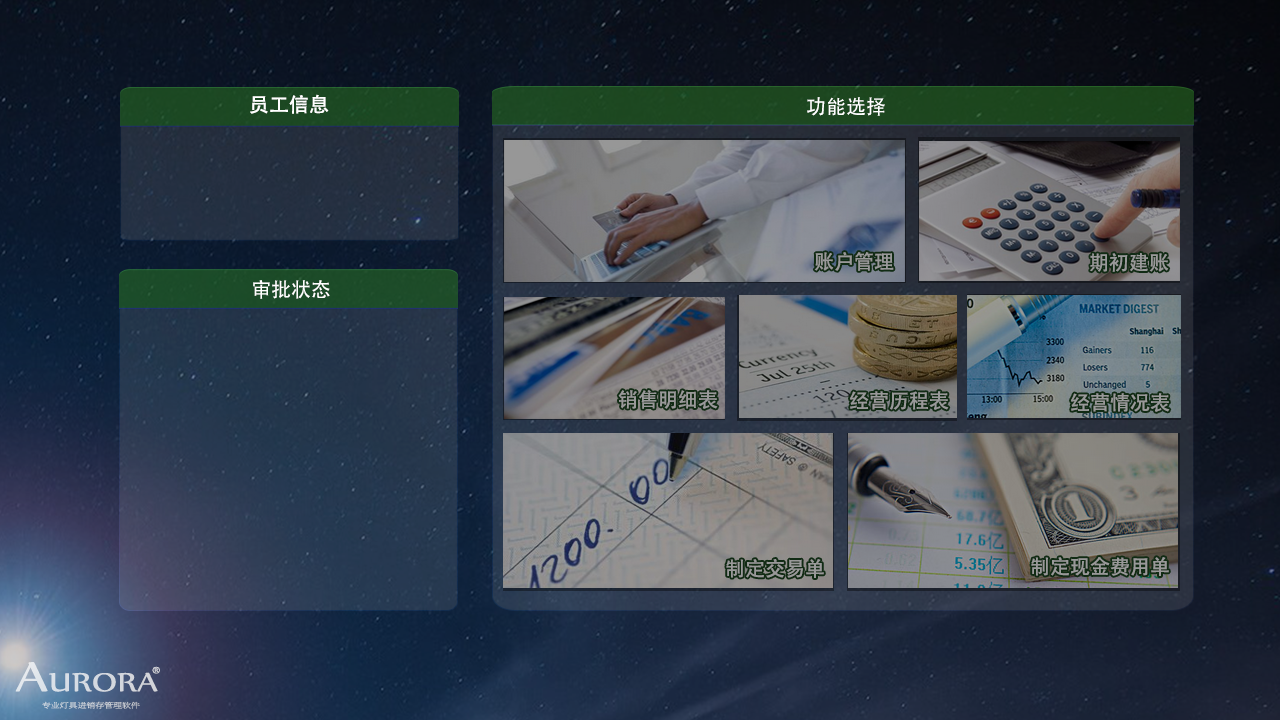 员工信息
功能选择
账户管理
期初建账
审批状态
销售明细表
Currency
Jul 25th
经营历程表
MARKET DIGEST
Shanghai
3300
Gainers 116
2340
Losers 774
3180
Unchanged 5
13:00 15:00
经营情况表
1200. 00
SAFETY
制定交易单
17.6亿
5.35亿
制定现金费用单
AURORA®
专业灯具进销存管理软件